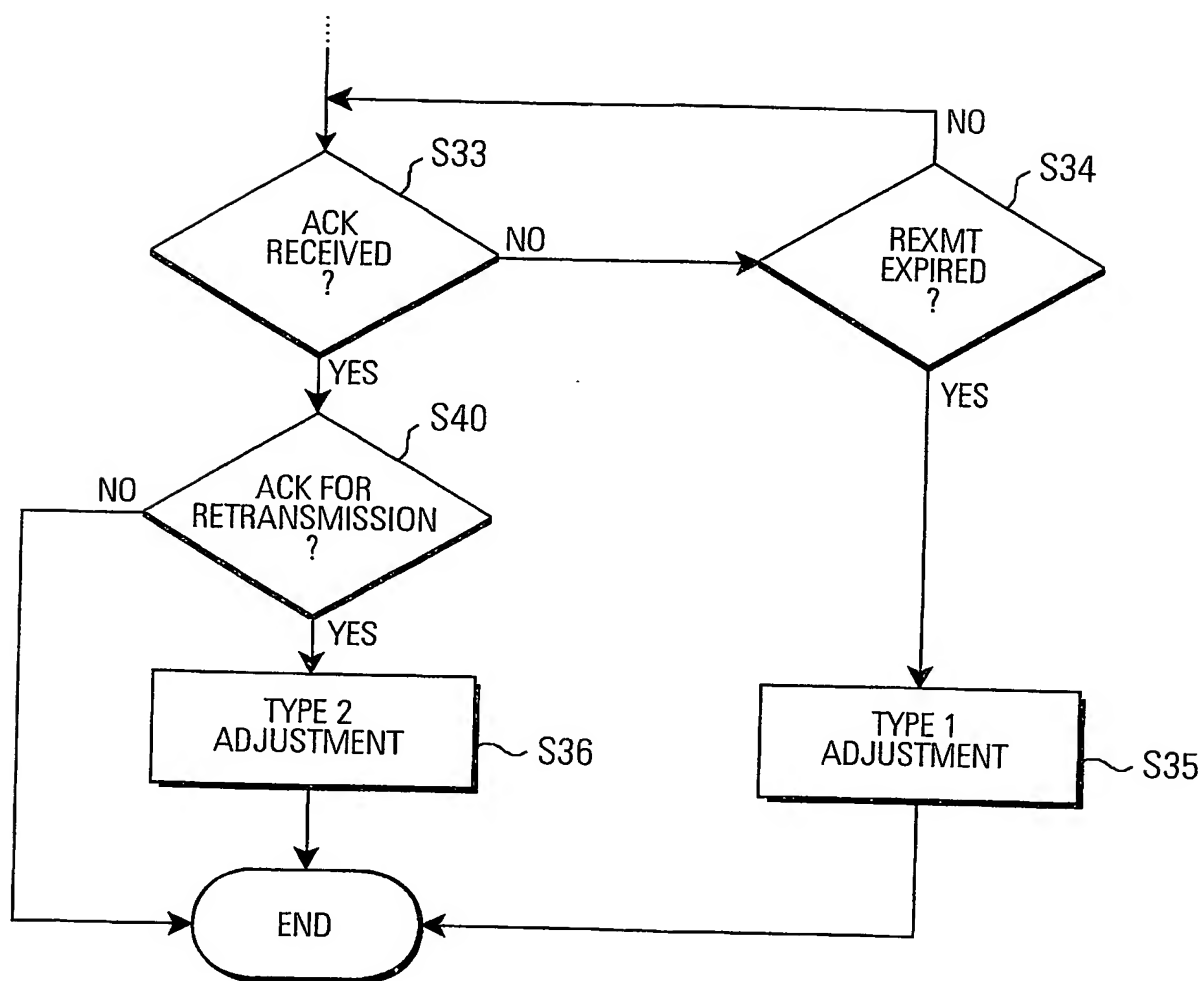 NO
S33
S34
ACK
RECEIVED
?
NO
REXMT
EXPIRED
?
YES
YES
S40
NO
ACK FOR
RETRANSMISSION
?
YES
TYPE 2
ADJUSTMENT
S36
TYPE 1
ADJUSTMENT
S35
END